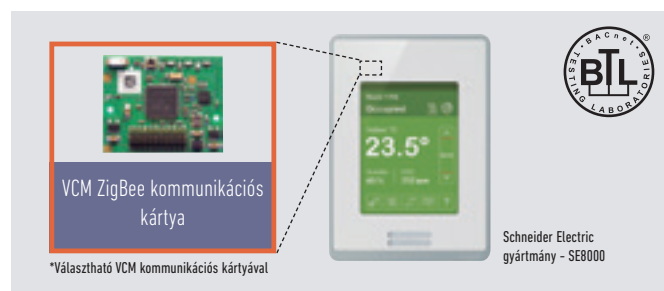 VCM ZigBee kommunikációs
kártya
*Választható VCM kommunikációs kártyával
Occupied
23.5°
Schneider Electric
gyártmány - SE8000
BACnet
TESTING LABORATORIES
BTL
®